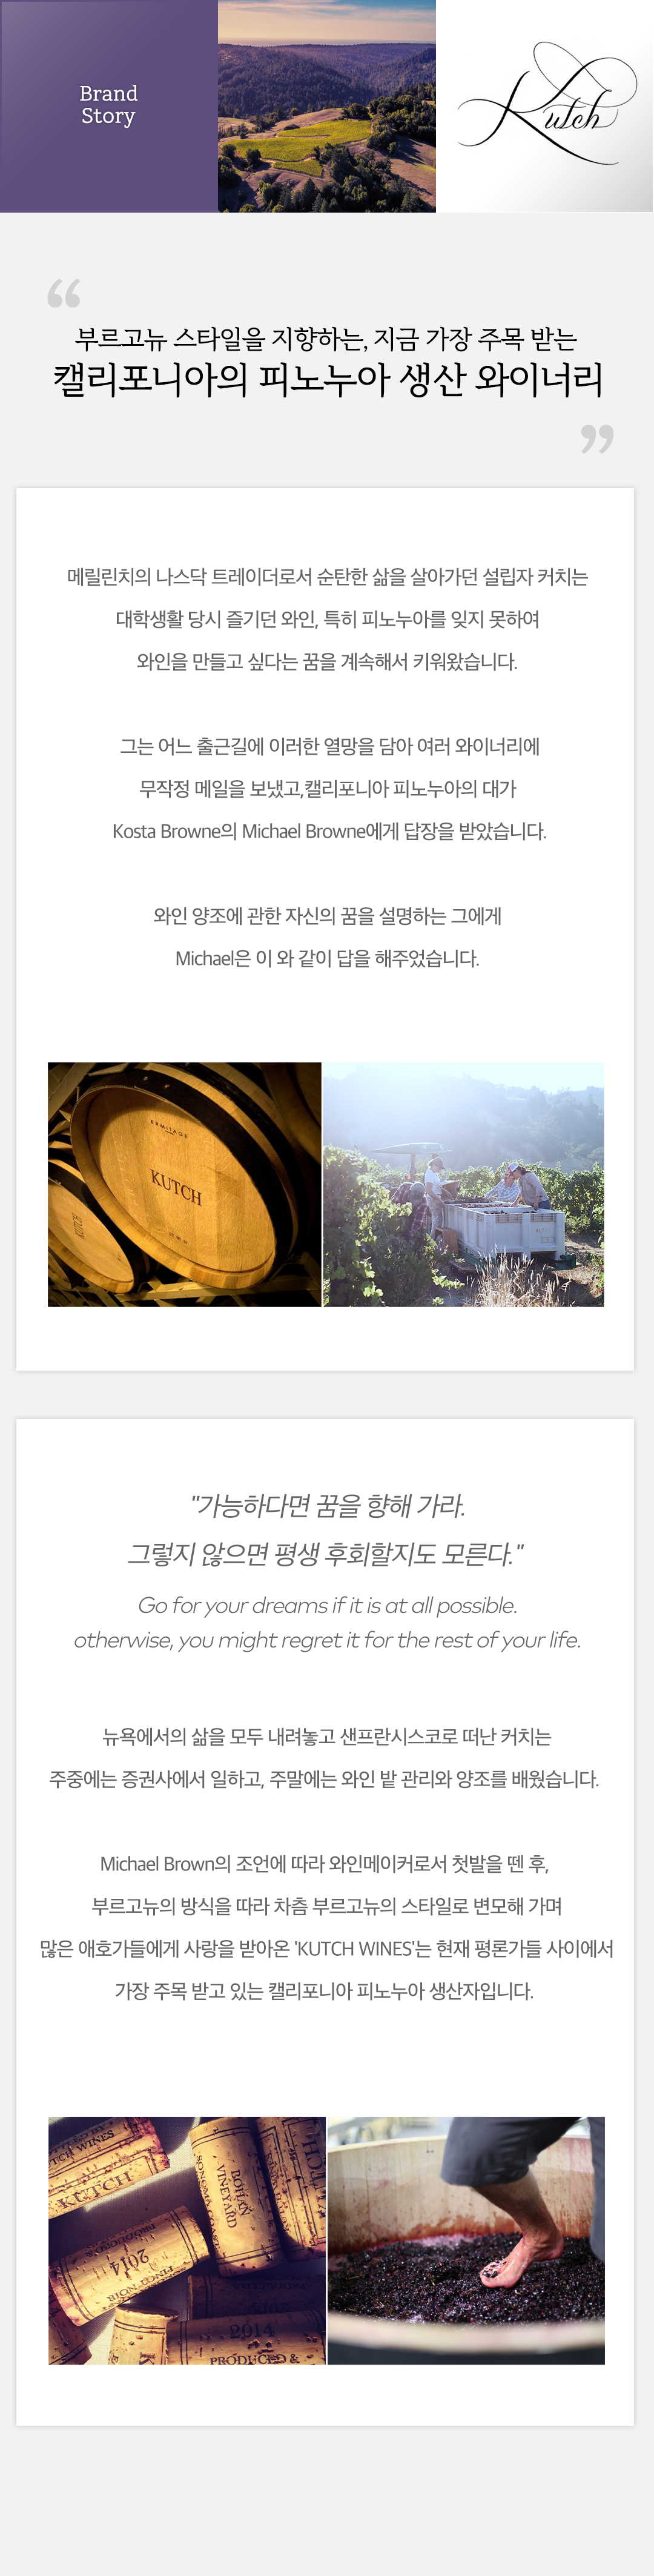 Brand
Story
Kutch
“
부르고뉴 스타일을 지향하는, 지금 가장 주목 받는
캘리포니아의 피노누아 생산 와이너리
”
메릴린치의 나스닥 트레이더로서 순탄한 삶을 살아가던 설립자 커치는
대학생활 당시 즐기던 와인, 특히 피노누아를 잊지 못하여
와인을 만들고 싶다는 꿈을 계속해서 키워왔습니다.
그는 어느 출근길에 이러한 열망을 담아 여러 와이너리에
무작정 메일을 보냈고,캘리포니아 피노누아의 대가
Kosta Browne의 Michael Browne에게 답장을 받았습니다.
와인 양조에 관한 자신의 꿈을 설명하는 그에게
Michael은 이 와 같이 답을 해주었습니다.
ERMILAGE
KUTCH
"가능하다면 꿈을 향해 가라.
그렇지 않으면 평생 후회할지도 모른다."
Go for your dreams if it is at all possible.
otherwise, you might regret it for the rest of your life.
뉴욕에서의 삶을 모두 내려놓고 샌프란시스코로 떠난 커치는
주중에는 증권사에서 일하고, 주말에는 와인 밭 관리와 양조를 배웠습니다.
Michael Brown의 조언에 따라 와인메이커로서 첫발을 뗀 후,
부르고뉴의 방식을 따라 차츰 부르고뉴의 스타일로 변모해 가며
많은 애호가들에게 사랑을 받아온 'KUTCH WINES'는 현재 평론가들 사이에서
가장 주목 받고 있는 캘리포니아 피노누아 생산자입니다.
WINES
KUTCH
BOHAN
VINEYARD
SONOMA COAST
2014
2014
PRODUCED &